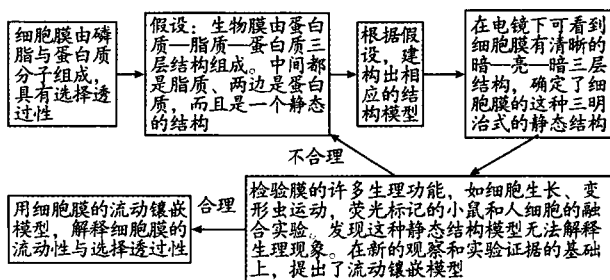 细胞膜由磷
脂与蛋白质
分子组成，
具有选择透
过性
假设：生物膜由蛋白
质—脂质—蛋白质三
层结构组成。中间都
是脂质、两边是蛋白
质，而且是一个静态
的结构
根据假
设，建
构出相
应的结
构模型
在电镜下可看到
细胞膜有清晰的
暗—亮—暗三层
结构，确定了细
胞膜的这种三明
治式的静态结构
不合理
检验膜的许多生理功能，如细胞生长、变
形虫运动，荧光标记的小鼠和人细胞的融
合实验。发现这种静态结构模型无法解释
生理现象。在新的观察和实验证据的基础
上，提出了流动镶嵌模型
合理
用细胞膜的流动镶嵌
模型，解释细胞膜的
流动性与选择透过性